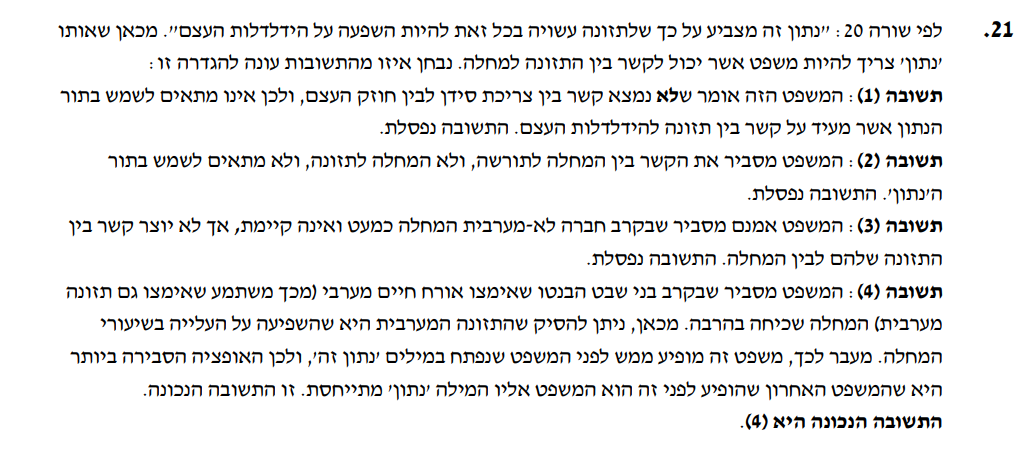 21. לפי שורה 20: "נתון זה מצביע על כך שלתזונה עשויה בכל זאת להיות השפעה על הידלדלות העצם". מכאן שאותו
'נתון' צריך להיות משפט אשר יכול לקשר בין התזונה למחלה. נבחן איזו מהתשובות עונה להגדרה זו:
תשובה (1): המשפט הזה אומר שלא נמצא קשר בין צריכת סידן לבין חוזק העצם, ולכן אינו מתאים לשמש בתור
הנתון אשר מעיד על קשר בין תזונה להידלדלות העצם. התשובה נפסלת.
תשובה (2): המשפט מסביר את הקשר בין המחלה לתורשה, ולא המחלה לתזונה, ולא מתאים לשמש בתור
ה'נתון'. התשובה נפסלת.
תשובה (3): המשפט אמנם מסביר שבקרב חברה לא-מערבית המחלה כמעט ואינה קיימת, אך לא יוצר קשר בין
התזונה שלהם לבין המחלה. התשובה נפסלת.
תשובה (4): המשפט מסביר שבקרב בני שבט הבנטו שאימצו אורח חיים מערבי (מכך משתמע שאימצו גם תזונה
מערבית) המחלה שכיחה בהרבה. מכאן, ניתן להסיק שהתזונה המערבית היא שהשפיעה על העלייה בשיעורי
המחלה. מעבר לכך, משפט זה מופיע ממש לפני המשפט שנפתח במילים 'נתון זה', ולכן האופציה הסבירה ביותר
היא שהמשפט האחרון שהופיע לפני זה הוא המשפט אליו המילה 'נתון' מתייחסת. זו התשובה הנכונה.
התשובה הנכונה היא (4).